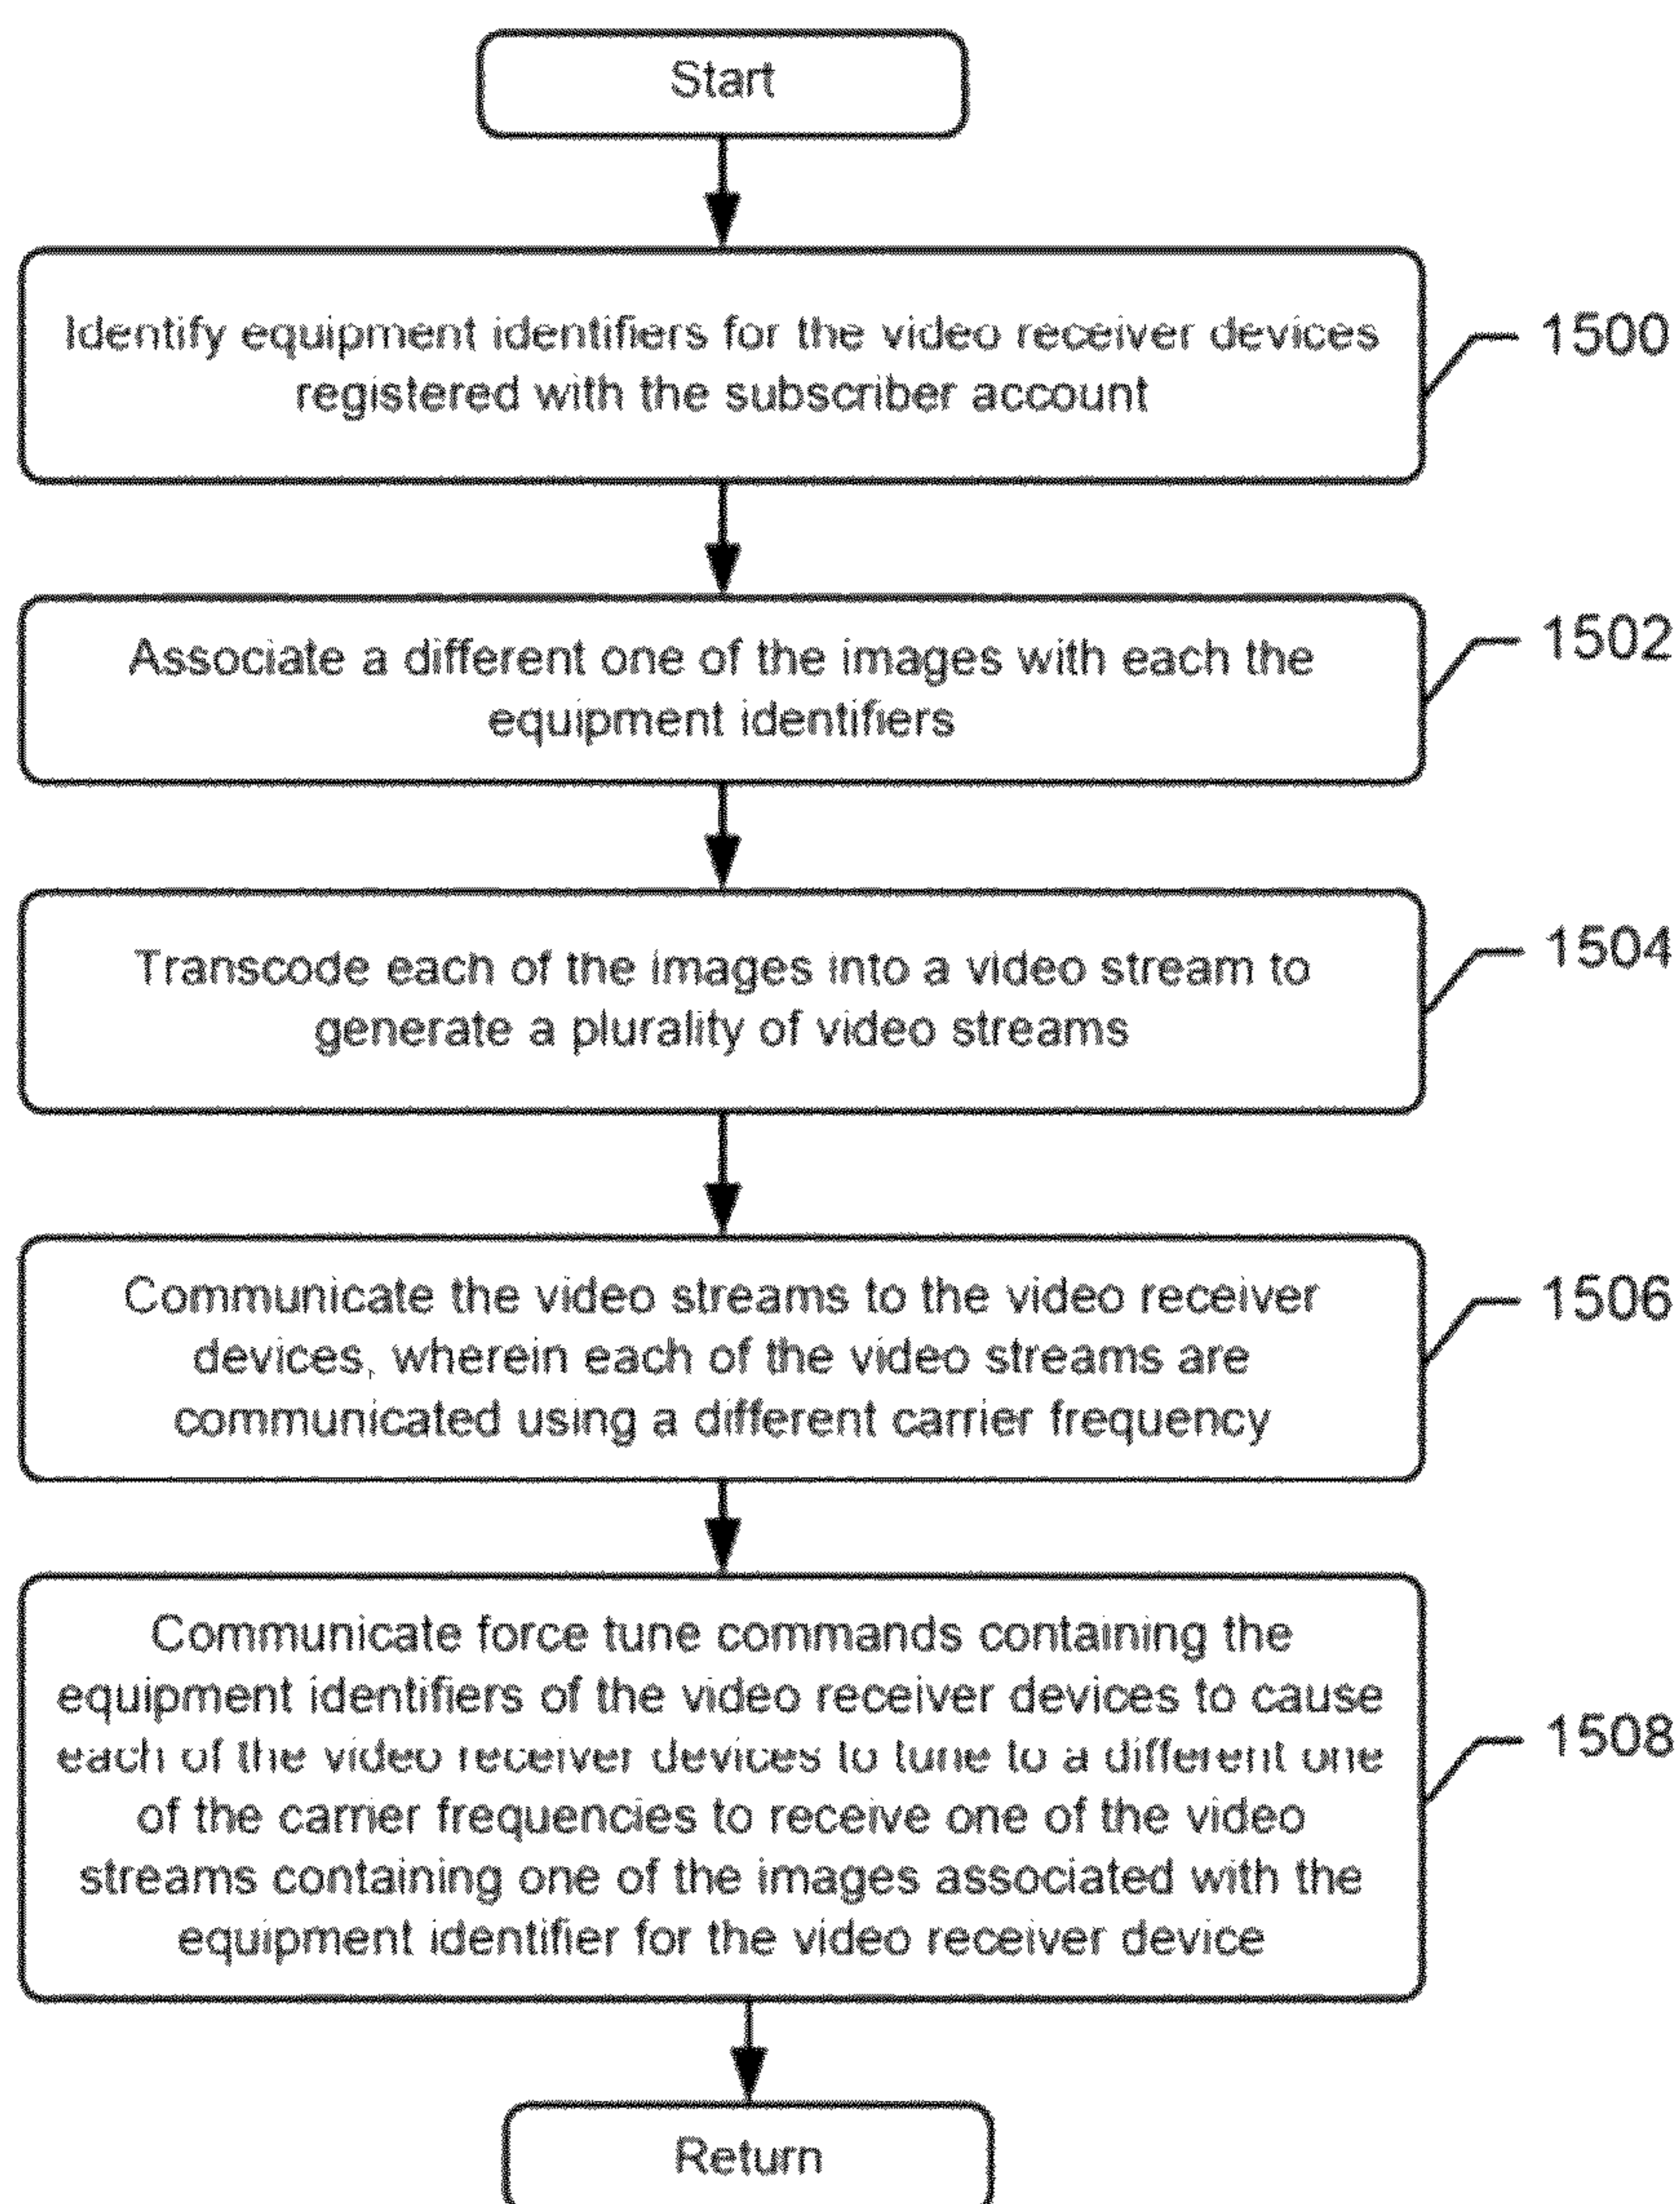 Start
Identify equipment identifiers for the video receiver devices
registered with the subscriber account
1500
Associate a different one of the images with each the
equipment identifiers
1502
Transcode each of the images into a video stream to
generate a plurality of video streams
1504
Communicate the video streams to the video receiver
devices, wherein each of the video streams are
communicated using a different carrier frequency
1506
Communicate force tune commands containing the
equipment identifiers of the video receiver devices to cause
each of the video receiver devices to tune to a different one
of the carrier frequencies to receive one of the video
streams containing one of the images associated with the
equipment identifier for the video receiver device
1508
Return